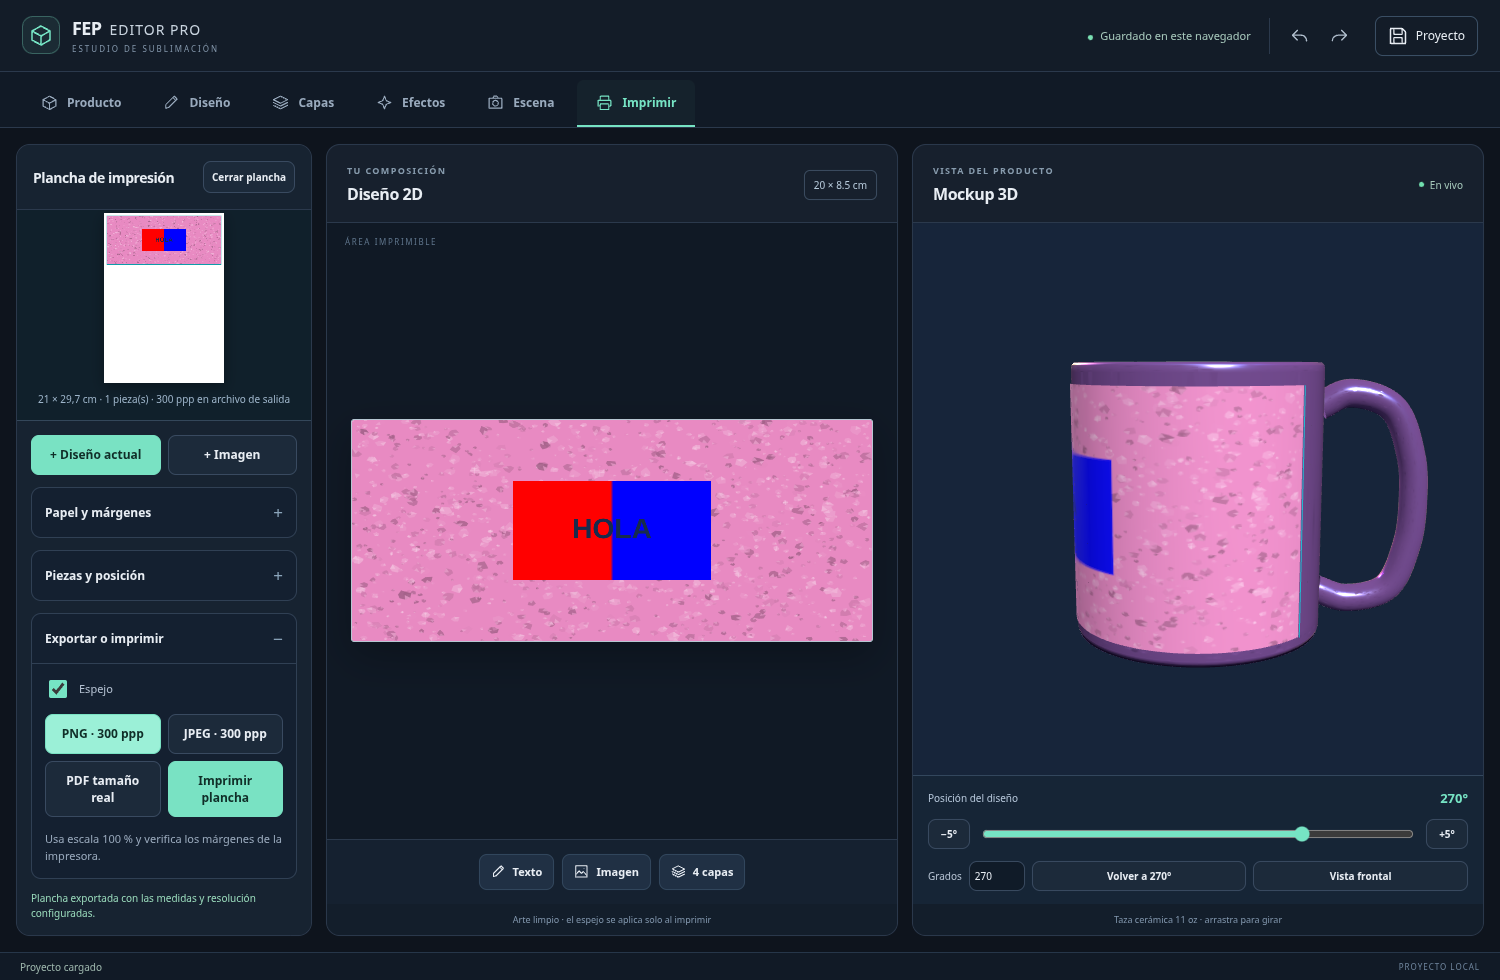 FEP EDITOR PRO
ESTUDIO DE SUBLIMACIÓN
Guardado en este navegador
Proyecto
Producto
Diseño
Capas
Efectos
Escena
Imprimir
Plancha de impresión
Cerrar plancha
21 × 29,7 cm · 1 pieza(s) · 300 ppp en archivo de salida
+ Diseño actual
+ Imagen
Papel y márgenes
+
Piezas y posición
+
Exportar o imprimir
−
Espejo
PNG · 300 ppp
JPEG · 300 ppp
PDF tamaño
real
Imprimir
plancha
Usa escala 100 % y verifica los márgenes de la
impresora.
Plancha exportada con las medidas y resolución
configuradas.
TU COMPOSICIÓN
Diseño 2D
20 × 8.5 cm
ÁREA IMPRIMIBLE
HOLA
Texto
Imagen
4 capas
Arte limpio · el espejo se aplica solo al imprimir
VISTA DEL PRODUCTO
Mockup 3D
En vivo
Posición del diseño
270°
−5°
+5°
Grados
270
Volver a 270°
Vista frontal
Taza cerámica 11 oz · arrastra para girar
Proyecto cargado
PROYECTO LOCAL